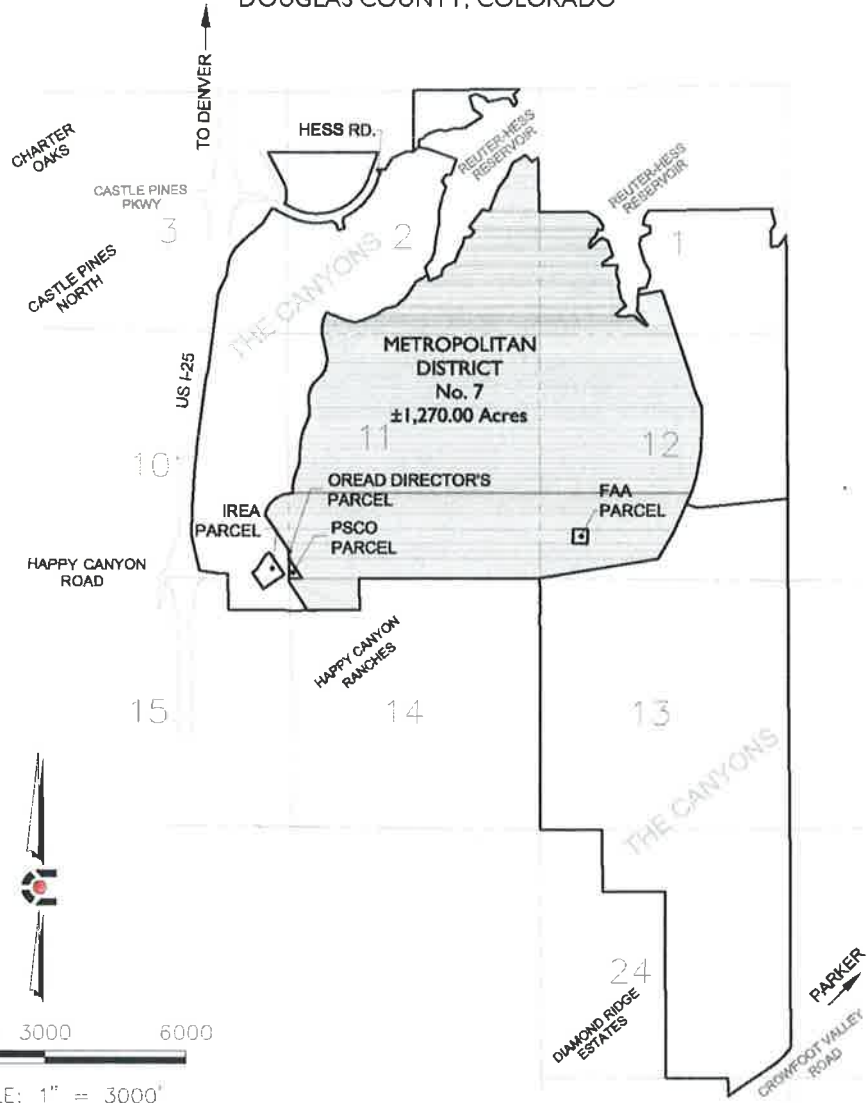 DOUGLAS COUNTY, COLORADO
TO DENVER
CHARTER
OAKS
HESS RD.
REUTER-HESS
RESERVOIR
REUTER-HESS
RESERVOIR
CASTLE PINES
PKWY
3
2
1
CASTLE PINES
NORTH
THE CANYONS
US I-25
METROPOLITAN
DISTRICT
No. 7
±1,270.00 Acres
10
11
12
OREAD DIRECTOR'S
PARCEL
IREA
PARCEL
PSCO
PARCEL
FAA
PARCEL
HAPPY CANYON
ROAD
HAPPY CANYON
RANCHES
15
14
13
THE CANYONS
24
DIAMOND RIDGE
ESTATES
PARKER
CROWFOOT VALLEY
ROAD
3000 6000
LE: 1" = 3000'